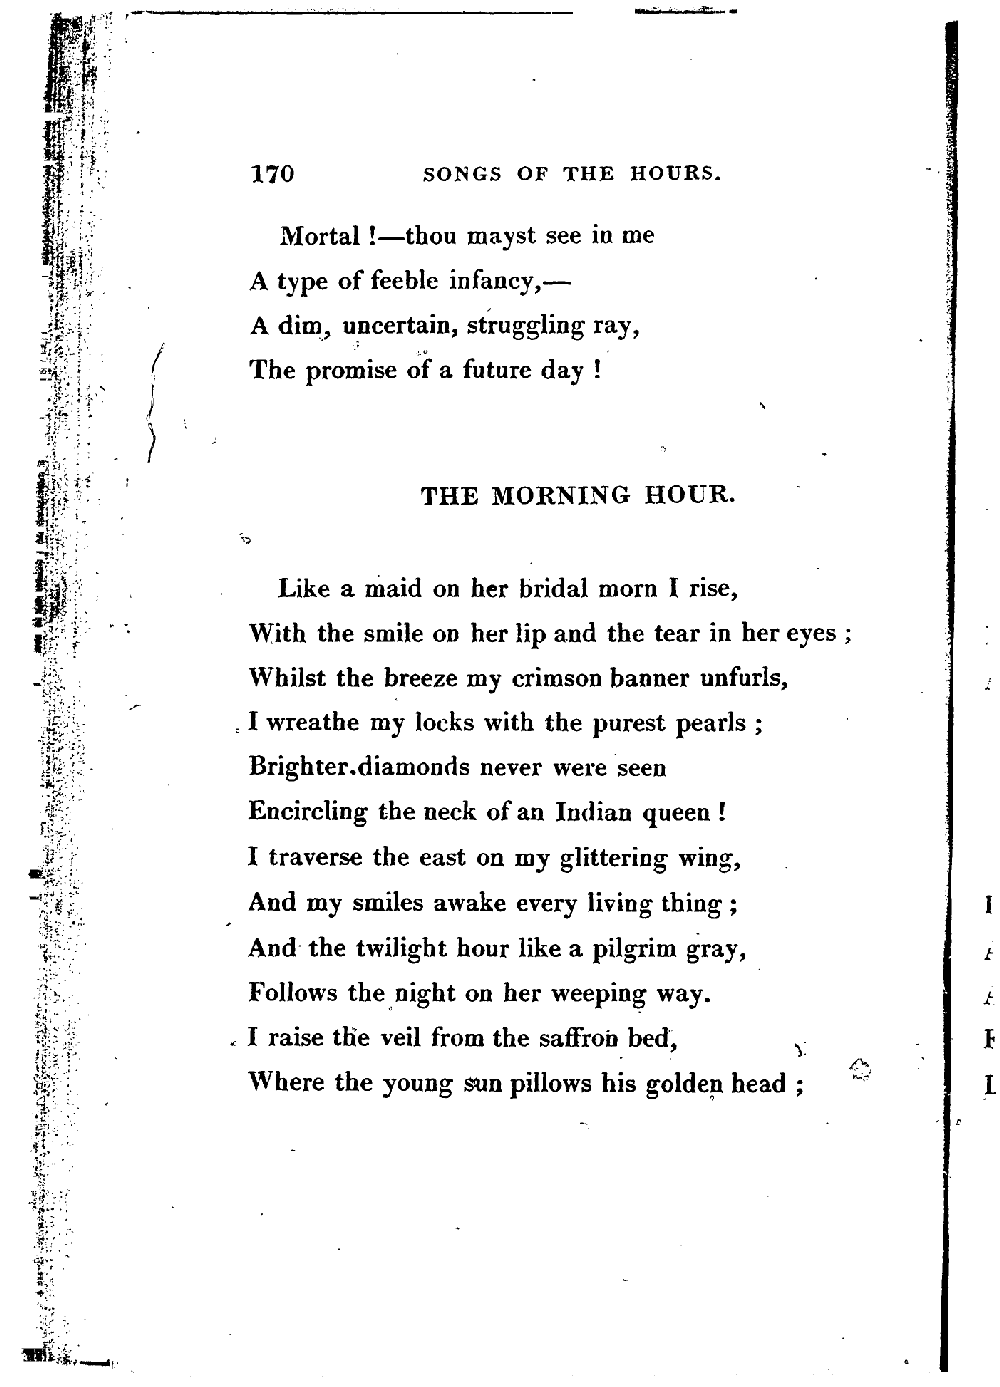 170 SONGS OF THE HOURS.
Mortal !—thou mayst see in me
A type of feeble infancy,—
A dim, uncertain, struggling ray,
The promise of a future day !
THE MORNING HOUR.
Like a maid on her bridal morn I rise,
With the smile on her lip and the tear in her eyes ;
Whilst the breeze my crimson banner unfurls,
I wreathe my locks with the purest pearls ;
Brighter diamonds never were seen
Encircling the neck of an Indian queen !
I traverse the east on my glittering wing,
And my smiles awake every living thing ;
And the twilight hour like a pilgrim gray,
Follows the night on her weeping way.
I raise the veil from the saffron bed,
Where the young sun pillows his golden head ;